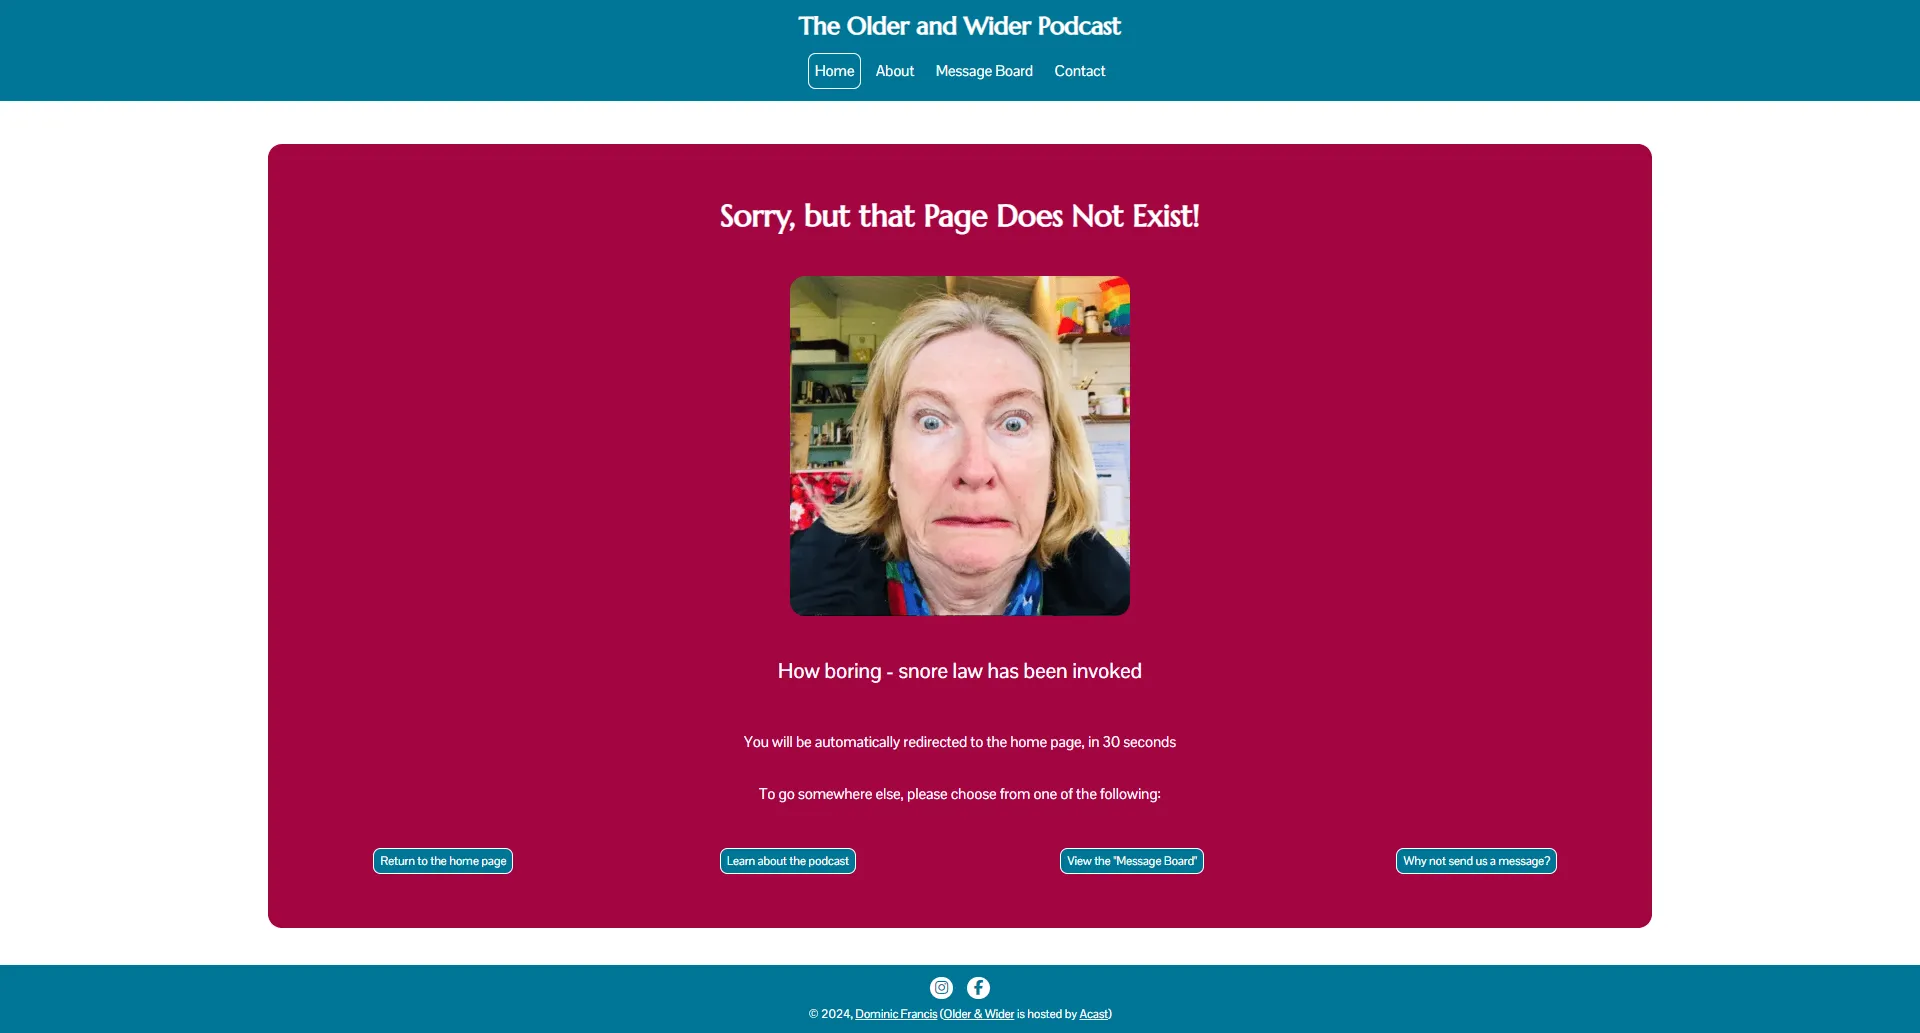 The Older and Wider Podcast
Home About Message Board Contact
Sorry, but that Page Does Not Exist!
How boring - snore law has been invoked
You will be automatically redirected to the home page, in 30 seconds
To go somewhere else, please choose from one of the following:
Return to the home page Learn about the podcast View the "Message Board" Why not send us a message?
© 2024, Dominic Francis (Older & Wider is hosted by Acast)